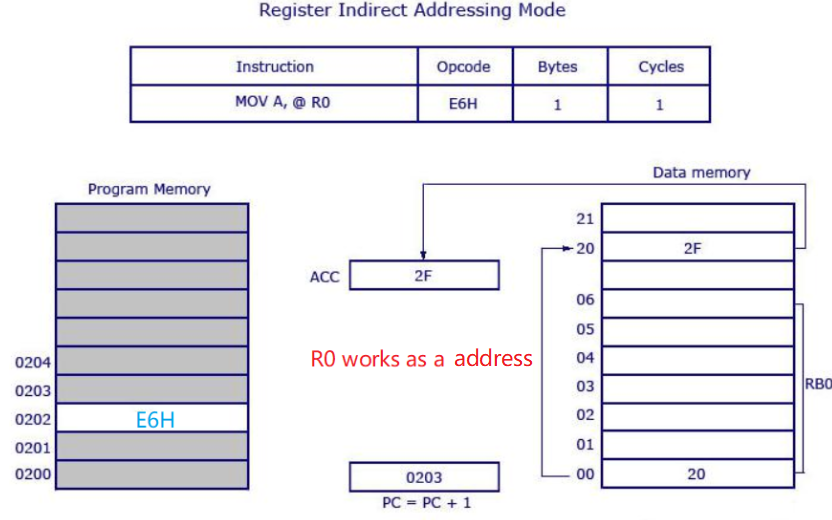 Register Indirect Addressing Mode
Instruction Opcode Bytes Cycles
MOV A, @ R0 E6H 1 1
Program Memory
0204
0203
0202 E6H
0201
0200
ACC 2F
R0 works as a address
0203
PC = PC + 1
Data memory
21
20 2F
06
05
04
03
02
01
00 20
RB0